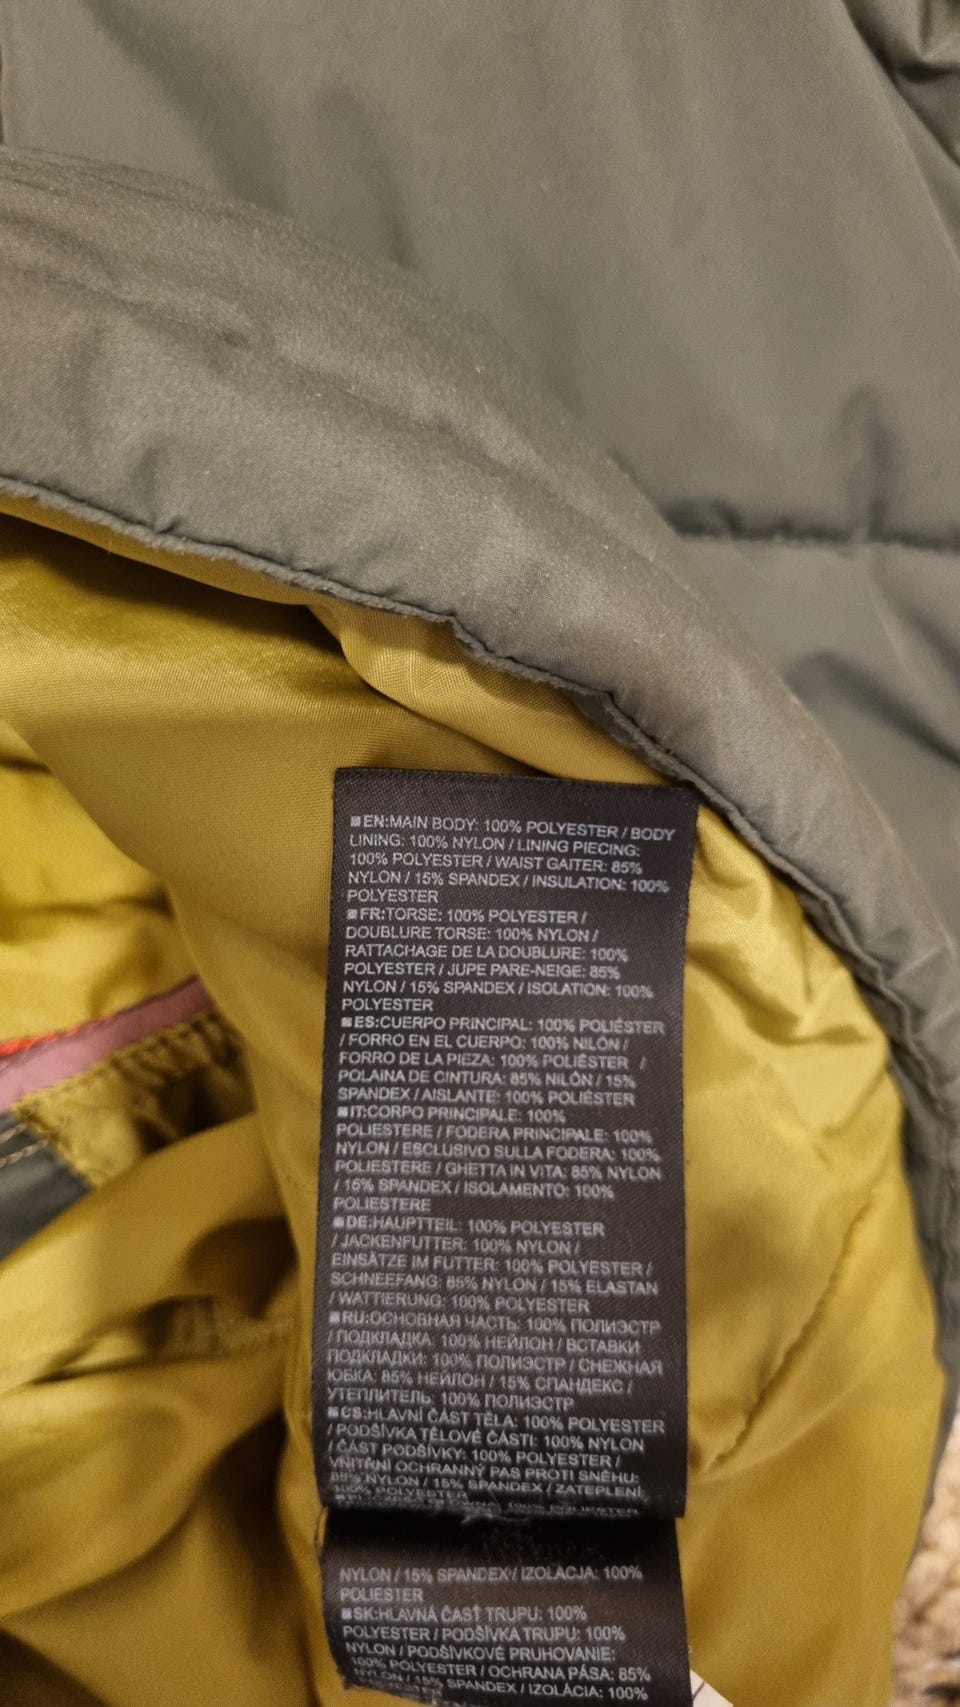 ■EN:MAIN BODY: 100% POLYESTER / BODY
LINING: 100% NYLON / LINING PIECING:
100% POLYESTER / WAIST GAITER: 85%
NYLON / 15% SPANDEX / INSULATION: 100%
POLYESTER
■FR:TORSE: 100% POLYESTER /
DOUBLURE TORSE: 100% NYLON /
RATTACHAGE DE LA DOUBLURE: 100%
POLYESTER / JUPE PARE-NEIGE: 85%
NYLON / 15% SPANDEX / ISOLATION: 100%
POLYESTER
■ES:CUERPO PRINCIPAL: 100% POLIÉSTER
/ FORRO EN EL CUERPO: 100% NILÓN /
FORRO DE LA PIEZA: 100% POLIÉSTER /
POLAINA DE CINTURA: 85% NILÓN / 15%
SPANDEX / AISLANTE: 100% POLIÉSTER
■IT:CORPO PRINCIPALE: 100%
POLIESTERE / FODERA PRINCIPALE: 100%
NYLON / ESCLUSIVO SULLA FODERA: 100%
POLIESTERE / GHETTA IN VITA: 85% NYLON
/ 15% SPANDEX / ISOLAMENTO: 100%
POLIESTERE
■DE:HAUPTTEIL: 100% POLYESTER
/ JACKENFUTTER: 100% NYLON /
EINSÄTZE IM FUTTER: 100% POLYESTER /
SCHNEEFANG: 85% NYLON / 15% ELASTAN
/ WATTIERUNG: 100% POLYESTER
■RU:ОСНОВНАЯ ЧАСТЬ: 100% ПОЛИЭСТР
/ ПОДКЛАДКА: 100% НЕЙЛОН / ВСТАВКИ
ПОДКЛАДКИ: 100% ПОЛИЭСТР / СНЕЖНАЯ
ЮБКА: 85% НЕЙЛОН / 15% СПАНДЕКС /
УТЕПЛИТЕЛЬ: 100% ПОЛИЭСТР
■CS:HLAVNÍ ČÁST TĚLA: 100% POLYESTER
/ PODŠÍVKA TĚLOVÉ ČÁSTI: 100% NYLON
/ ČÁST PODŠÍVKY: 100% POLYESTER /
VNITŘNÍ OCHRANNÝ PAS PROTI SNĚHU:
85% NYLON / 15% SPANDEX / ZATEPLENÍ:
100% POLYESTER
NYLON / 15% SPANDEX / IZOLACJA: 100%
POLIESTER
■SK:HLAVNÁ ČASŤ TRUPU: 100%
POLYESTER / PODŠÍVKA TRUPU: 100%
NYLON / PODŠÍVKOVÉ PRUHOVANIE:
100% POLYESTER / OCHRANA PÁSA: 85%
NYLON / 15% SPANDEX / IZOLÁCIA: 100%